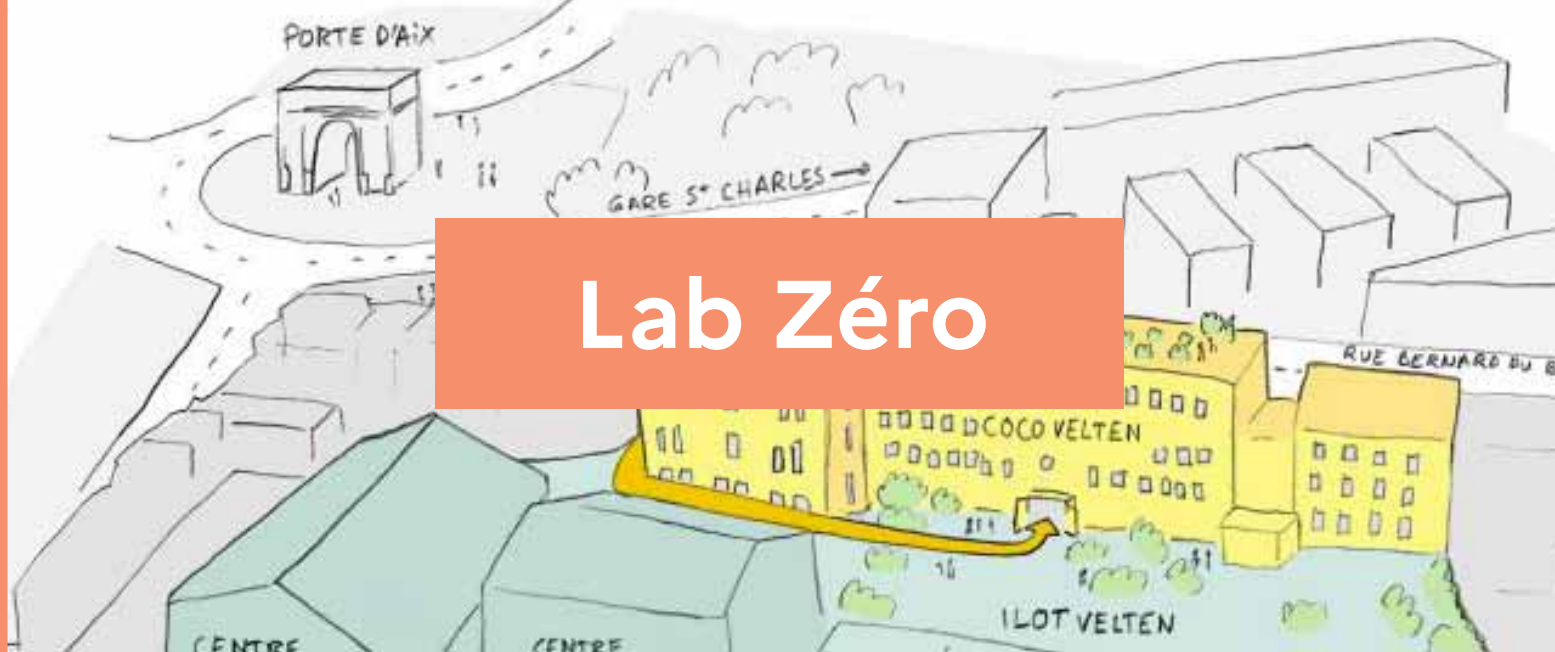 PORTE D'AIX
GARE St CHARLES
Lab Zéro
RUE BERNARD DU
COCO VELTEN
ILOT VELTEN
CENTRE
CENTRE